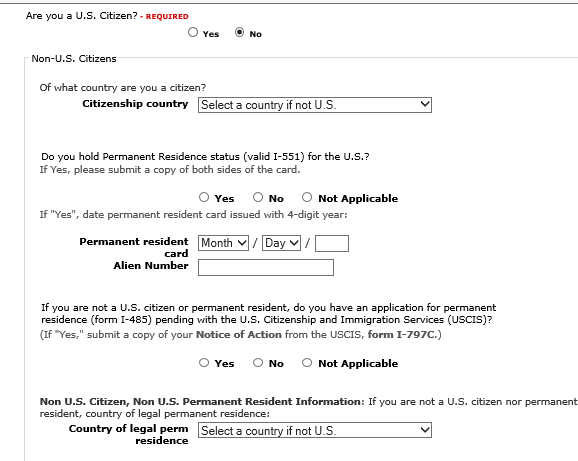 Are you a U.S. Citizen? - REQUIRED
Yes No
Non-U.S. Citizens
Of what country are you a citizen?
Citizenship country Select a country if not U.S.
Do you hold Permanent Residence status (valid I-551) for the U.S.?
If Yes, please submit a copy of both sides of the card.
Yes No Not Applicable
If "Yes", date permanent resident card issued with 4-digit year:
Permanent resident card Month / Day /
Alien Number
If you are not a U.S. citizen or permanent resident, do you have an application for permanent
residence (form I-485) pending with the U.S. Citizenship and Immigration Services (USCIS)?
(If "Yes," submit a copy of your Notice of Action from the USCIS, form I-797C.)
Yes No Not Applicable
Non U.S. Citizen, Non U.S. Permanent Resident Information: If you are not a U.S. citizen nor permanent
resident, country of legal permanent residence:
Country of legal perm residence Select a country if not U.S.